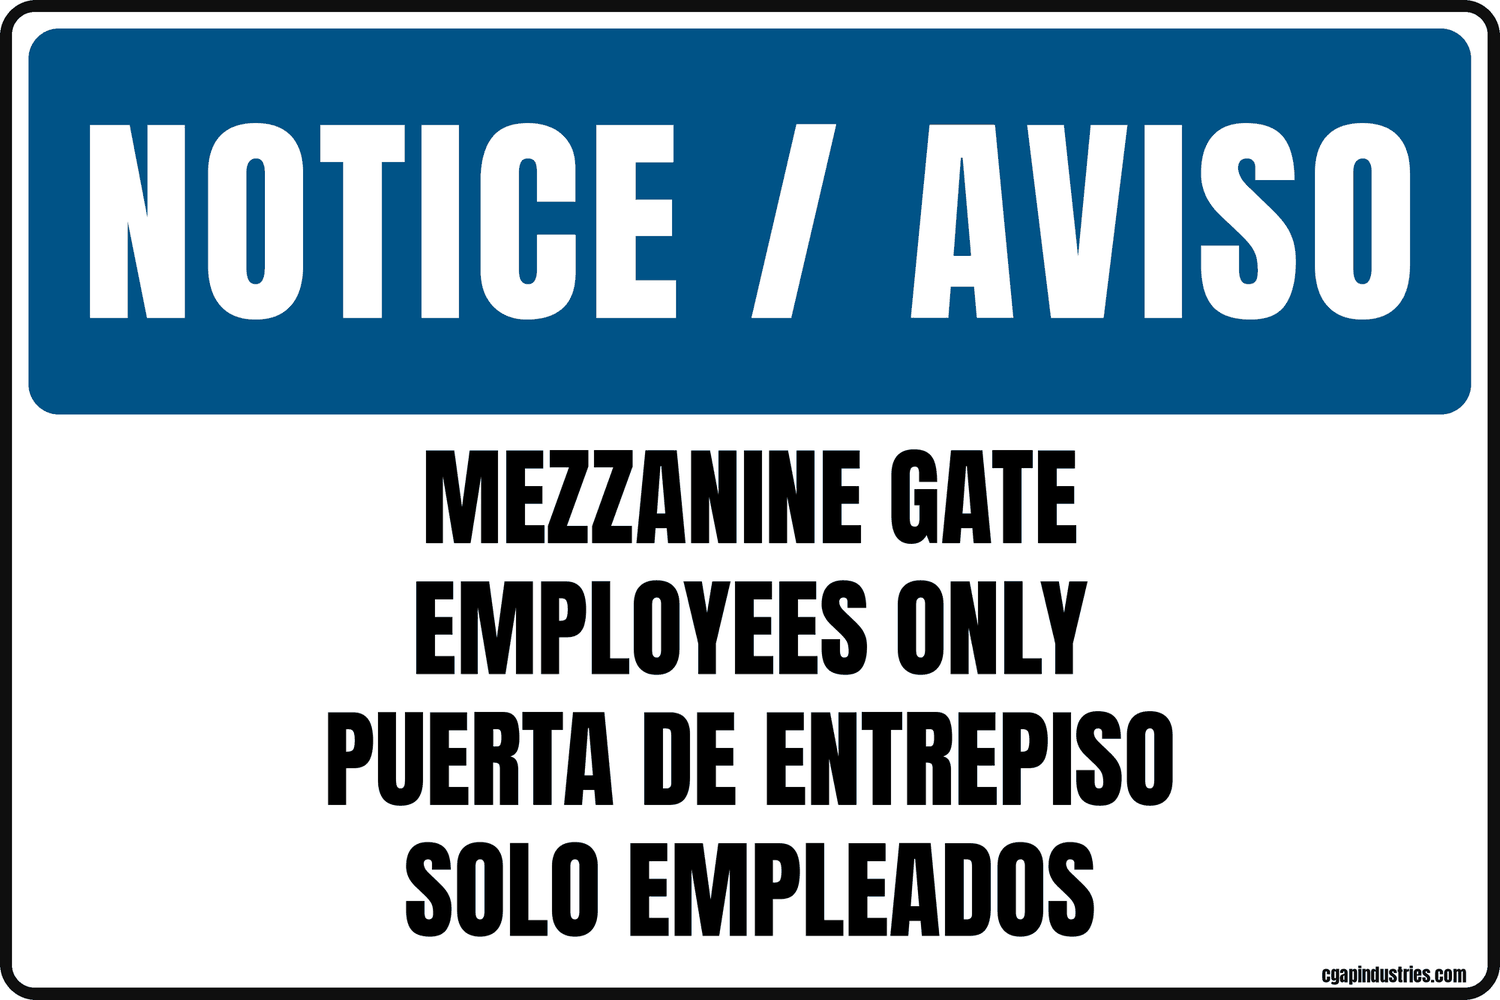 NOTICE / AVISO
MEZZANINE GATE
EMPLOYEES ONLY
PUERTA DE ENTREPISO
SOLO EMPLEADOS
cgapindustries.com